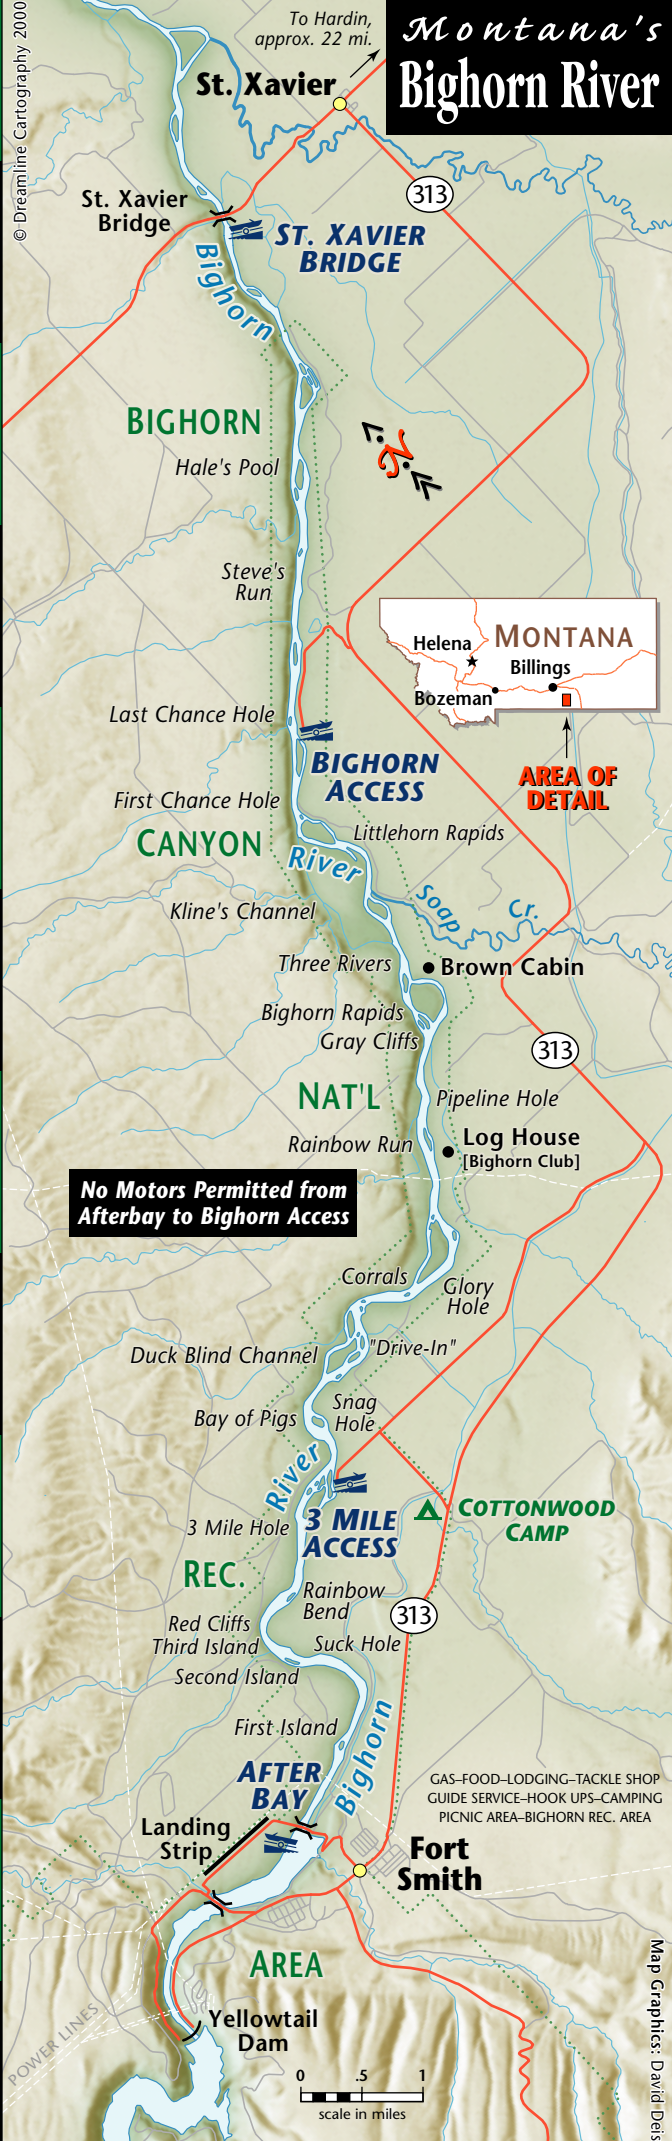 © Dreamline Cartography 2000
To Hardin,
approx. 22 mi.
Montana's
Bighorn River
St. Xavier
313
St. Xavier
Bridge
ST. XAVIER
BRIDGE
Bighorn
BIGHORN
Hale's Pool
N
Steve's
Run
MONTANA
Helena
Billings
Bozeman
AREA OF
DETAIL
Last Chance Hole
BIGHORN
ACCESS
First Chance Hole
Littlehorn Rapids
CANYON
River
Soap Cr.
Kline's Channel
Three Rivers
Brown Cabin
Bighorn Rapids
Gray Cliffs
313
NAT'L
Pipeline Hole
Rainbow Run
Log House
[Bighorn Club]
No Motors Permitted from
Afterbay to Bighorn Access
Corrals
Glory
Hole
Duck Blind Channel
"Drive-In"
Bay of Pigs
Snag
Hole
River
3 MILE
ACCESS
COTTONWOOD
CAMP
3 Mile Hole
REC.
Rainbow
Bend
313
Red Cliffs
Third Island
Suck Hole
Second Island
First Island
Bighorn
AFTER
BAY
GAS–FOOD–LODGING–TACKLE SHOP
GUIDE SERVICE–HOOK UPS–CAMPING
PICNIC AREA–BIGHORN REC. AREA
Landing
Strip
Fort
Smith
AREA
Yellowtail
Dam
POWER LINES
0 .5 1
scale in miles
Map Graphics: David Deis